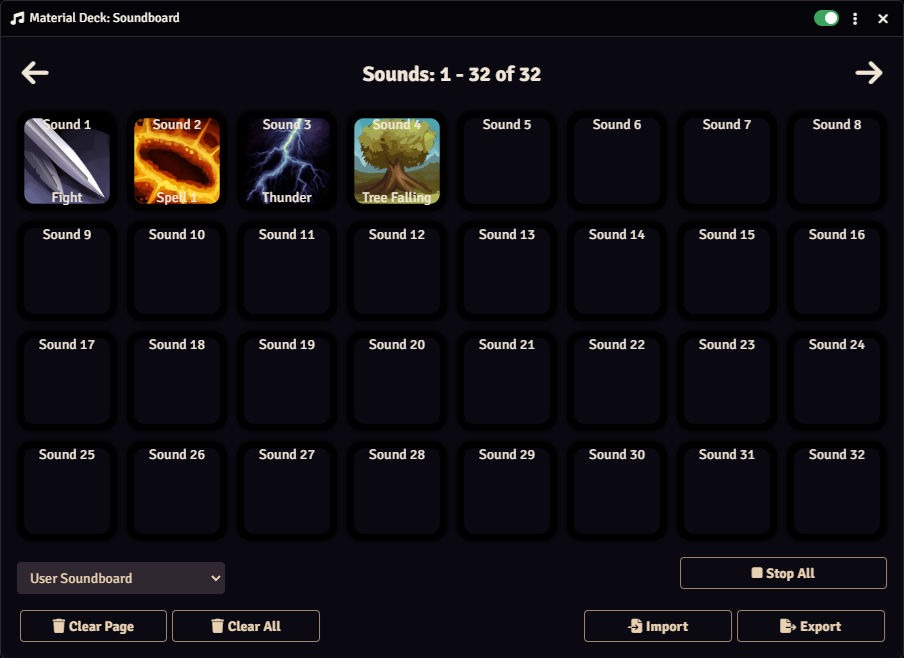 Material Deck: Soundboard
Sounds: 1 - 32 of 32
Sound 1
Fight
Sound 2
Spell 1
Sound 3
Thunder
Sound 4
Tree Falling
Sound 5
Sound 6
Sound 7
Sound 8
Sound 9
Sound 10
Sound 11
Sound 12
Sound 13
Sound 14
Sound 15
Sound 16
Sound 17
Sound 18
Sound 19
Sound 20
Sound 21
Sound 22
Sound 23
Sound 24
Sound 25
Sound 26
Sound 27
Sound 28
Sound 29
Sound 30
Sound 31
Sound 32
User Soundboard
Stop All
Clear Page
Clear All
Import
Export